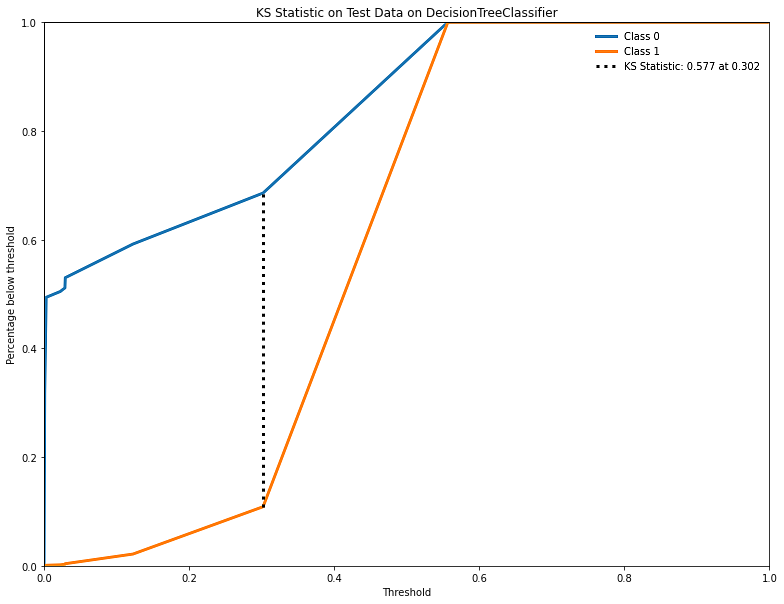 KS Statistic on Test Data on DecisionTreeClassifier
1.0
0.8
0.6
0.4
0.2
0.0
Percentage below threshold
Class 0
Class 1
KS Statistic: 0.577 at 0.302
0.0 0.2 0.4 0.6 0.8 1.0
Threshold